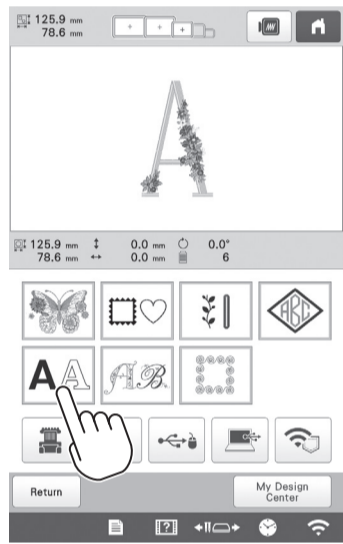 125.9 mm
78.6 mm
A
125.9 mm 0.0 mm 0.0°
78.6 mm 0.0 mm 6
ABC
A A A B
Return
My Design
Center